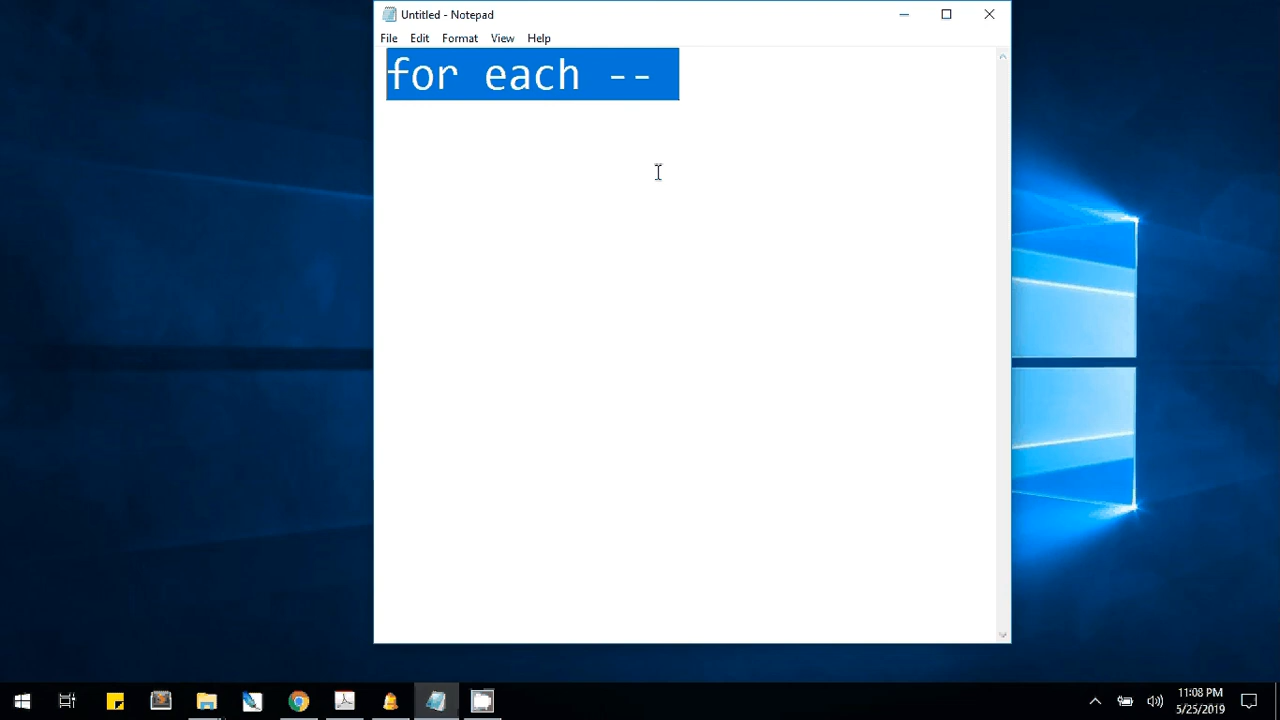 Untitled - Notepad
File Edit Format View Help
for each --
11:08 PM
5/25/2019